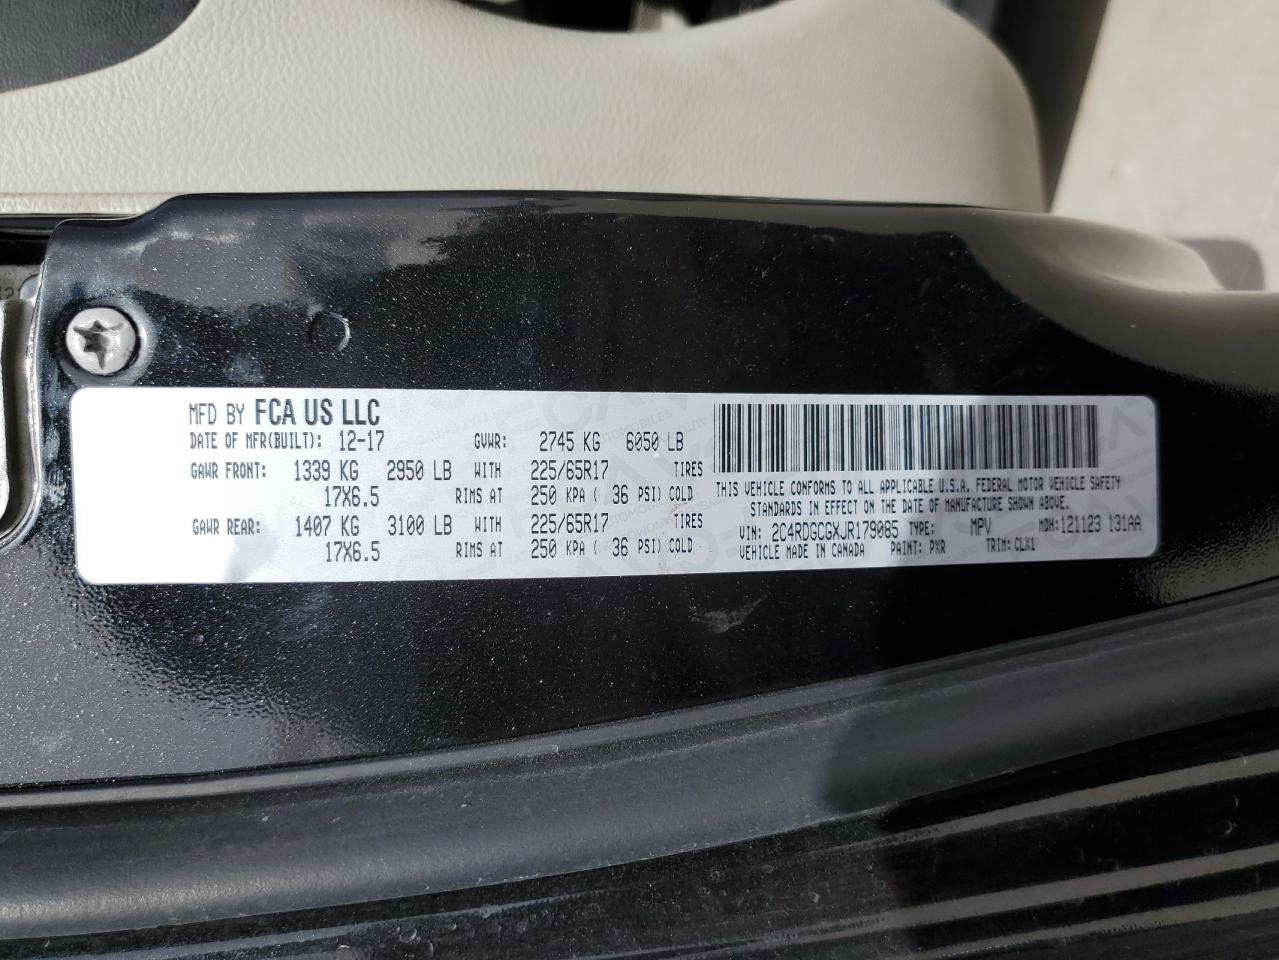 MFD BY FCA US LLC
DATE OF MFR(BUILT): 12-17 GVWR: 2745 KG 6050 LB
GAWR FRONT: 1339 KG 2950 LB WITH 225/65R17 TIRES
17X6.5 RIMS AT 250 KPA ( 36 PSI) COLD
GAWR REAR: 1407 KG 3100 LB WITH 225/65R17 TIRES
17X6.5 RIMS AT 250 KPA ( 36 PSI) COLD
THIS VEHICLE CONFORMS TO ALL APPLICABLE U.S.A. FEDERAL MOTOR VEHICLE SAFETY
STANDARDS IN EFFECT ON THE DATE OF MANUFACTURE SHOWN ABOVE.
VIN: 2C4RDGCGXJR179085 TYPE: MPV MDH: 121123 131AA
VEHICLE MADE IN CANADA PAINT: PXR TRIM: CLX1